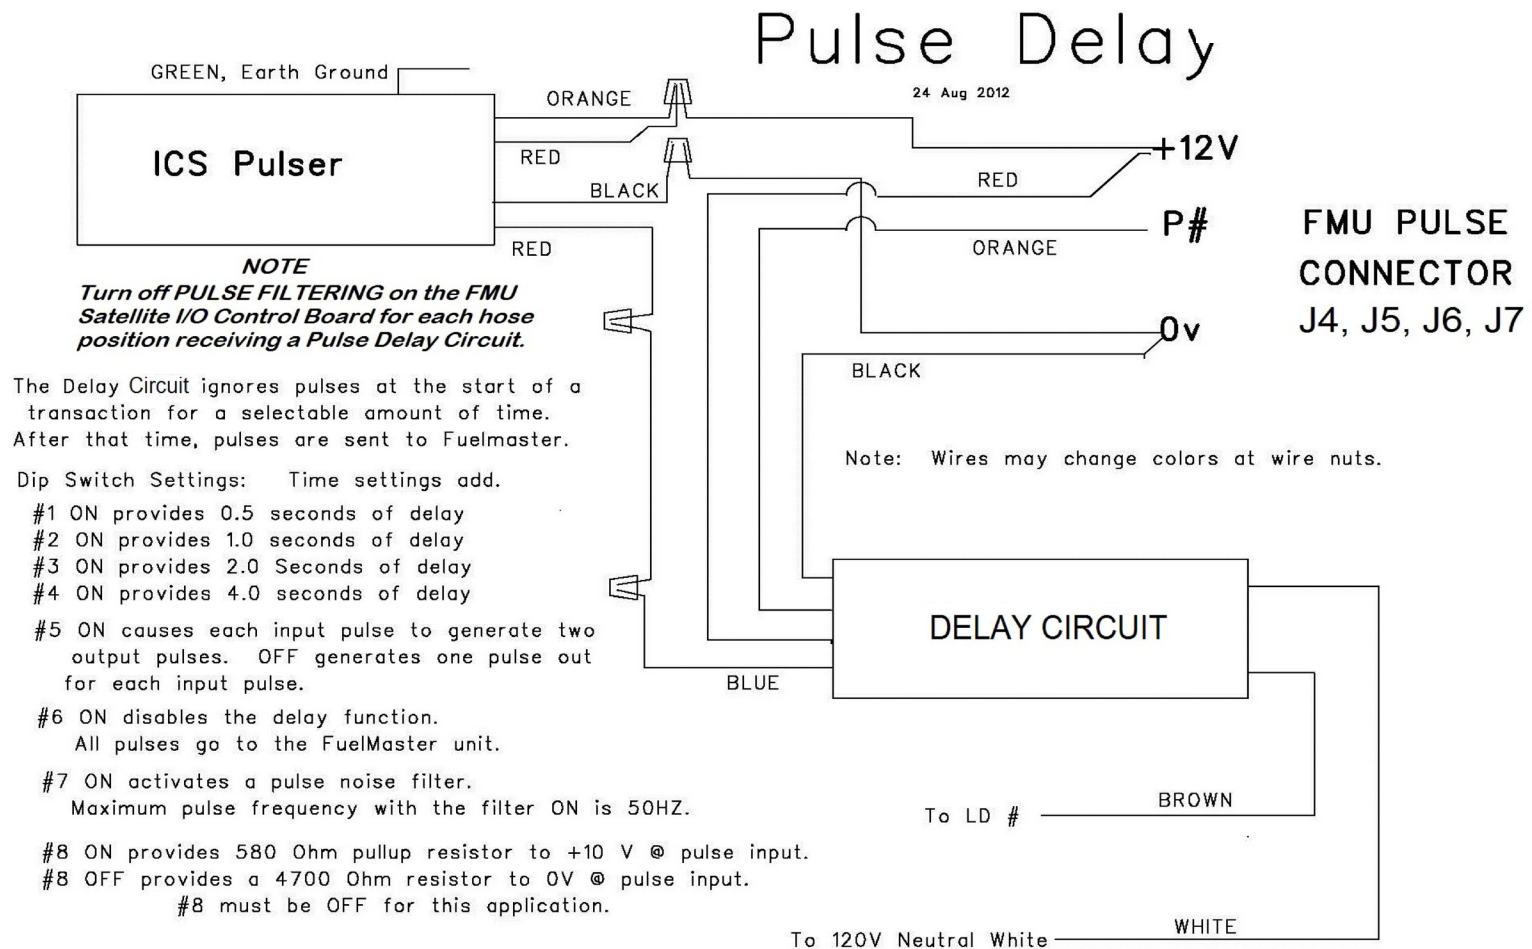 Pulse Delay
24 Aug 2012
GREEN, Earth Ground
ORANGE
ICS Pulser
RED
BLACK
RED
+12V
RED
P#
ORANGE
FMU PULSE
CONNECTOR
J4, J5, J6, J7
0v
BLACK
NOTE
Turn off PULSE FILTERING on the FMU
Satellite I/O Control Board for each hose
position receiving a Pulse Delay Circuit.
The Delay Circuit ignores pulses at the start of a
transaction for a selectable amount of time.
After that time, pulses are sent to Fuelmaster.
Note: Wires may change colors at wire nuts.
Dip Switch Settings: Time settings add.
#1 ON provides 0.5 seconds of delay
#2 ON provides 1.0 seconds of delay
#3 ON provides 2.0 Seconds of delay
#4 ON provides 4.0 seconds of delay
#5 ON causes each input pulse to generate two
output pulses. OFF generates one pulse out
for each input pulse.
#6 ON disables the delay function.
All pulses go to the FuelMaster unit.
#7 ON activates a pulse noise filter.
Maximum pulse frequency with the filter ON is 50HZ.
#8 ON provides 580 Ohm pullup resistor to +10 V @ pulse input.
#8 OFF provides a 4700 Ohm resistor to 0V @ pulse input.
#8 must be OFF for this application.
DELAY CIRCUIT
BLUE
To LD #
BROWN
To 120V Neutral White
WHITE